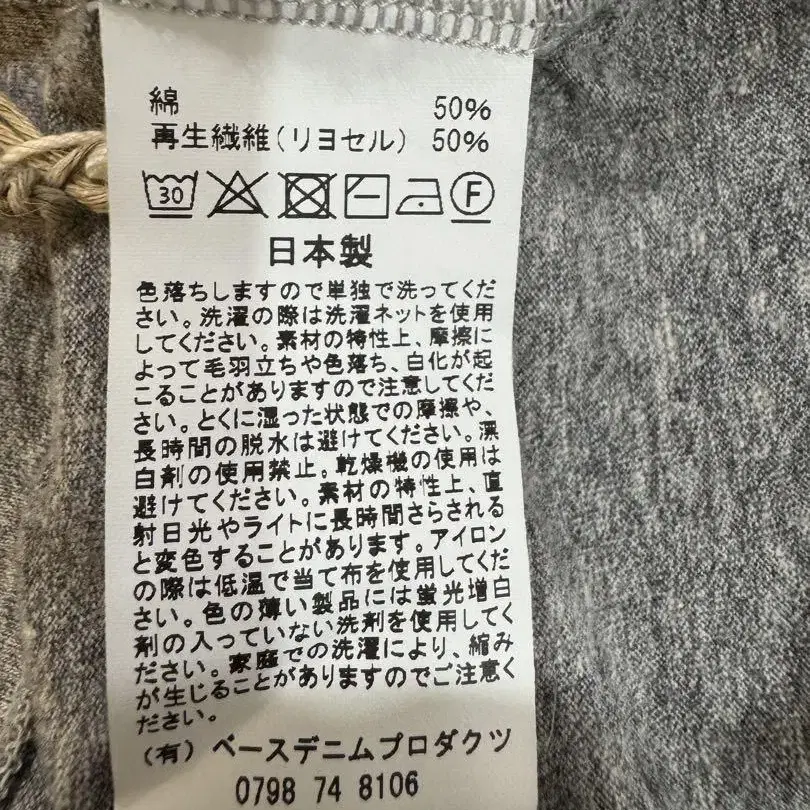 綿 50%
再生繊維(リヨセル) 50%
30 F
日本製
色落ちしますので単独で洗ってくだ
さい。洗濯の際は洗濯ネットを使用
してください。素材の特性上、摩擦に
よって毛羽立ちや色落ち、白化が起
こることがありますので注意してくだ
さい。とくに湿った状態での摩擦や、
長時間の脱水は避けてください。漂
白剤の使用禁止。乾燥機の使用は
避けてください。素材の特性上、直
射日光やライトに長時間さらされる
と変色することがあります。アイロン
の際は低温で当て布を使用してくだ
さい。色の薄い製品には蛍光増白
剤の入っていない洗剤を使用してく
ださい。家庭での洗濯により、縮み
が生じることがありますのでご注意く
ださい。
(有) ベースデニムプロダクツ
0798 74 8106